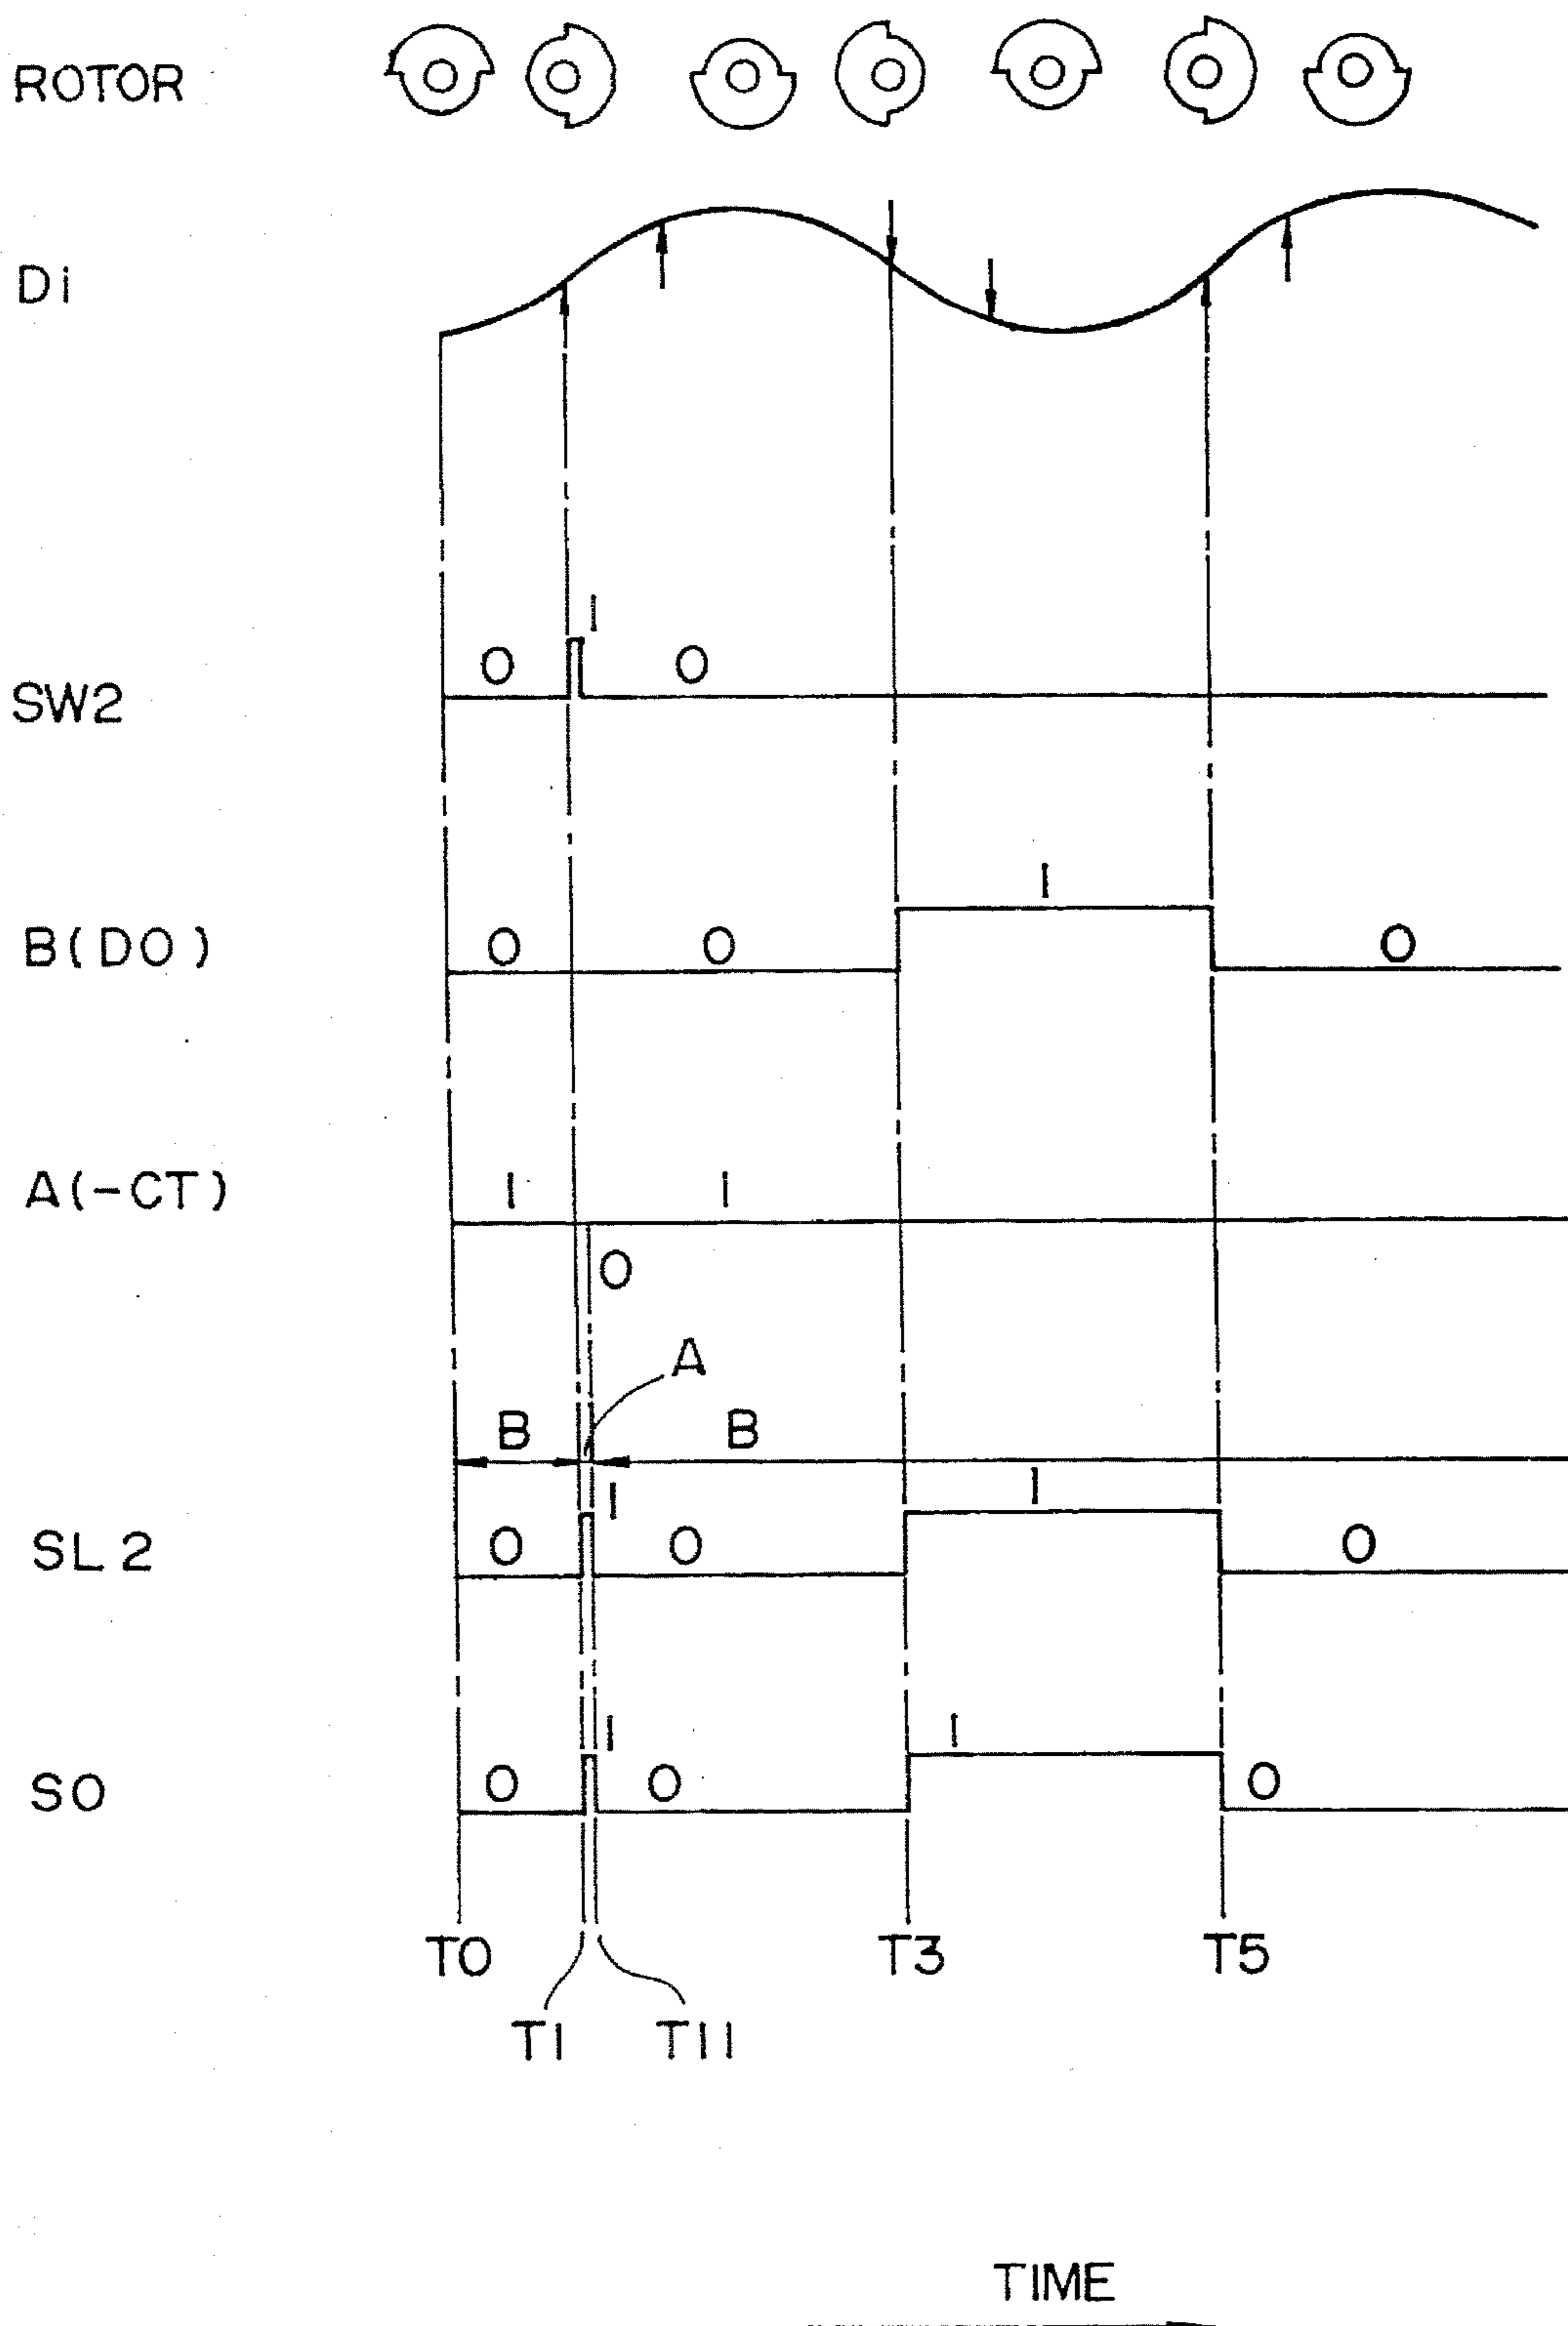 ROTOR
Di
1
0 0
SW2
1
B(DO) 0 0 0
A(-CT) 1 1
0
A
B B
1 1
SL2 0 0 0
1 1
SO 0 0 0
T0 T3 T5
T1 T11
TIME